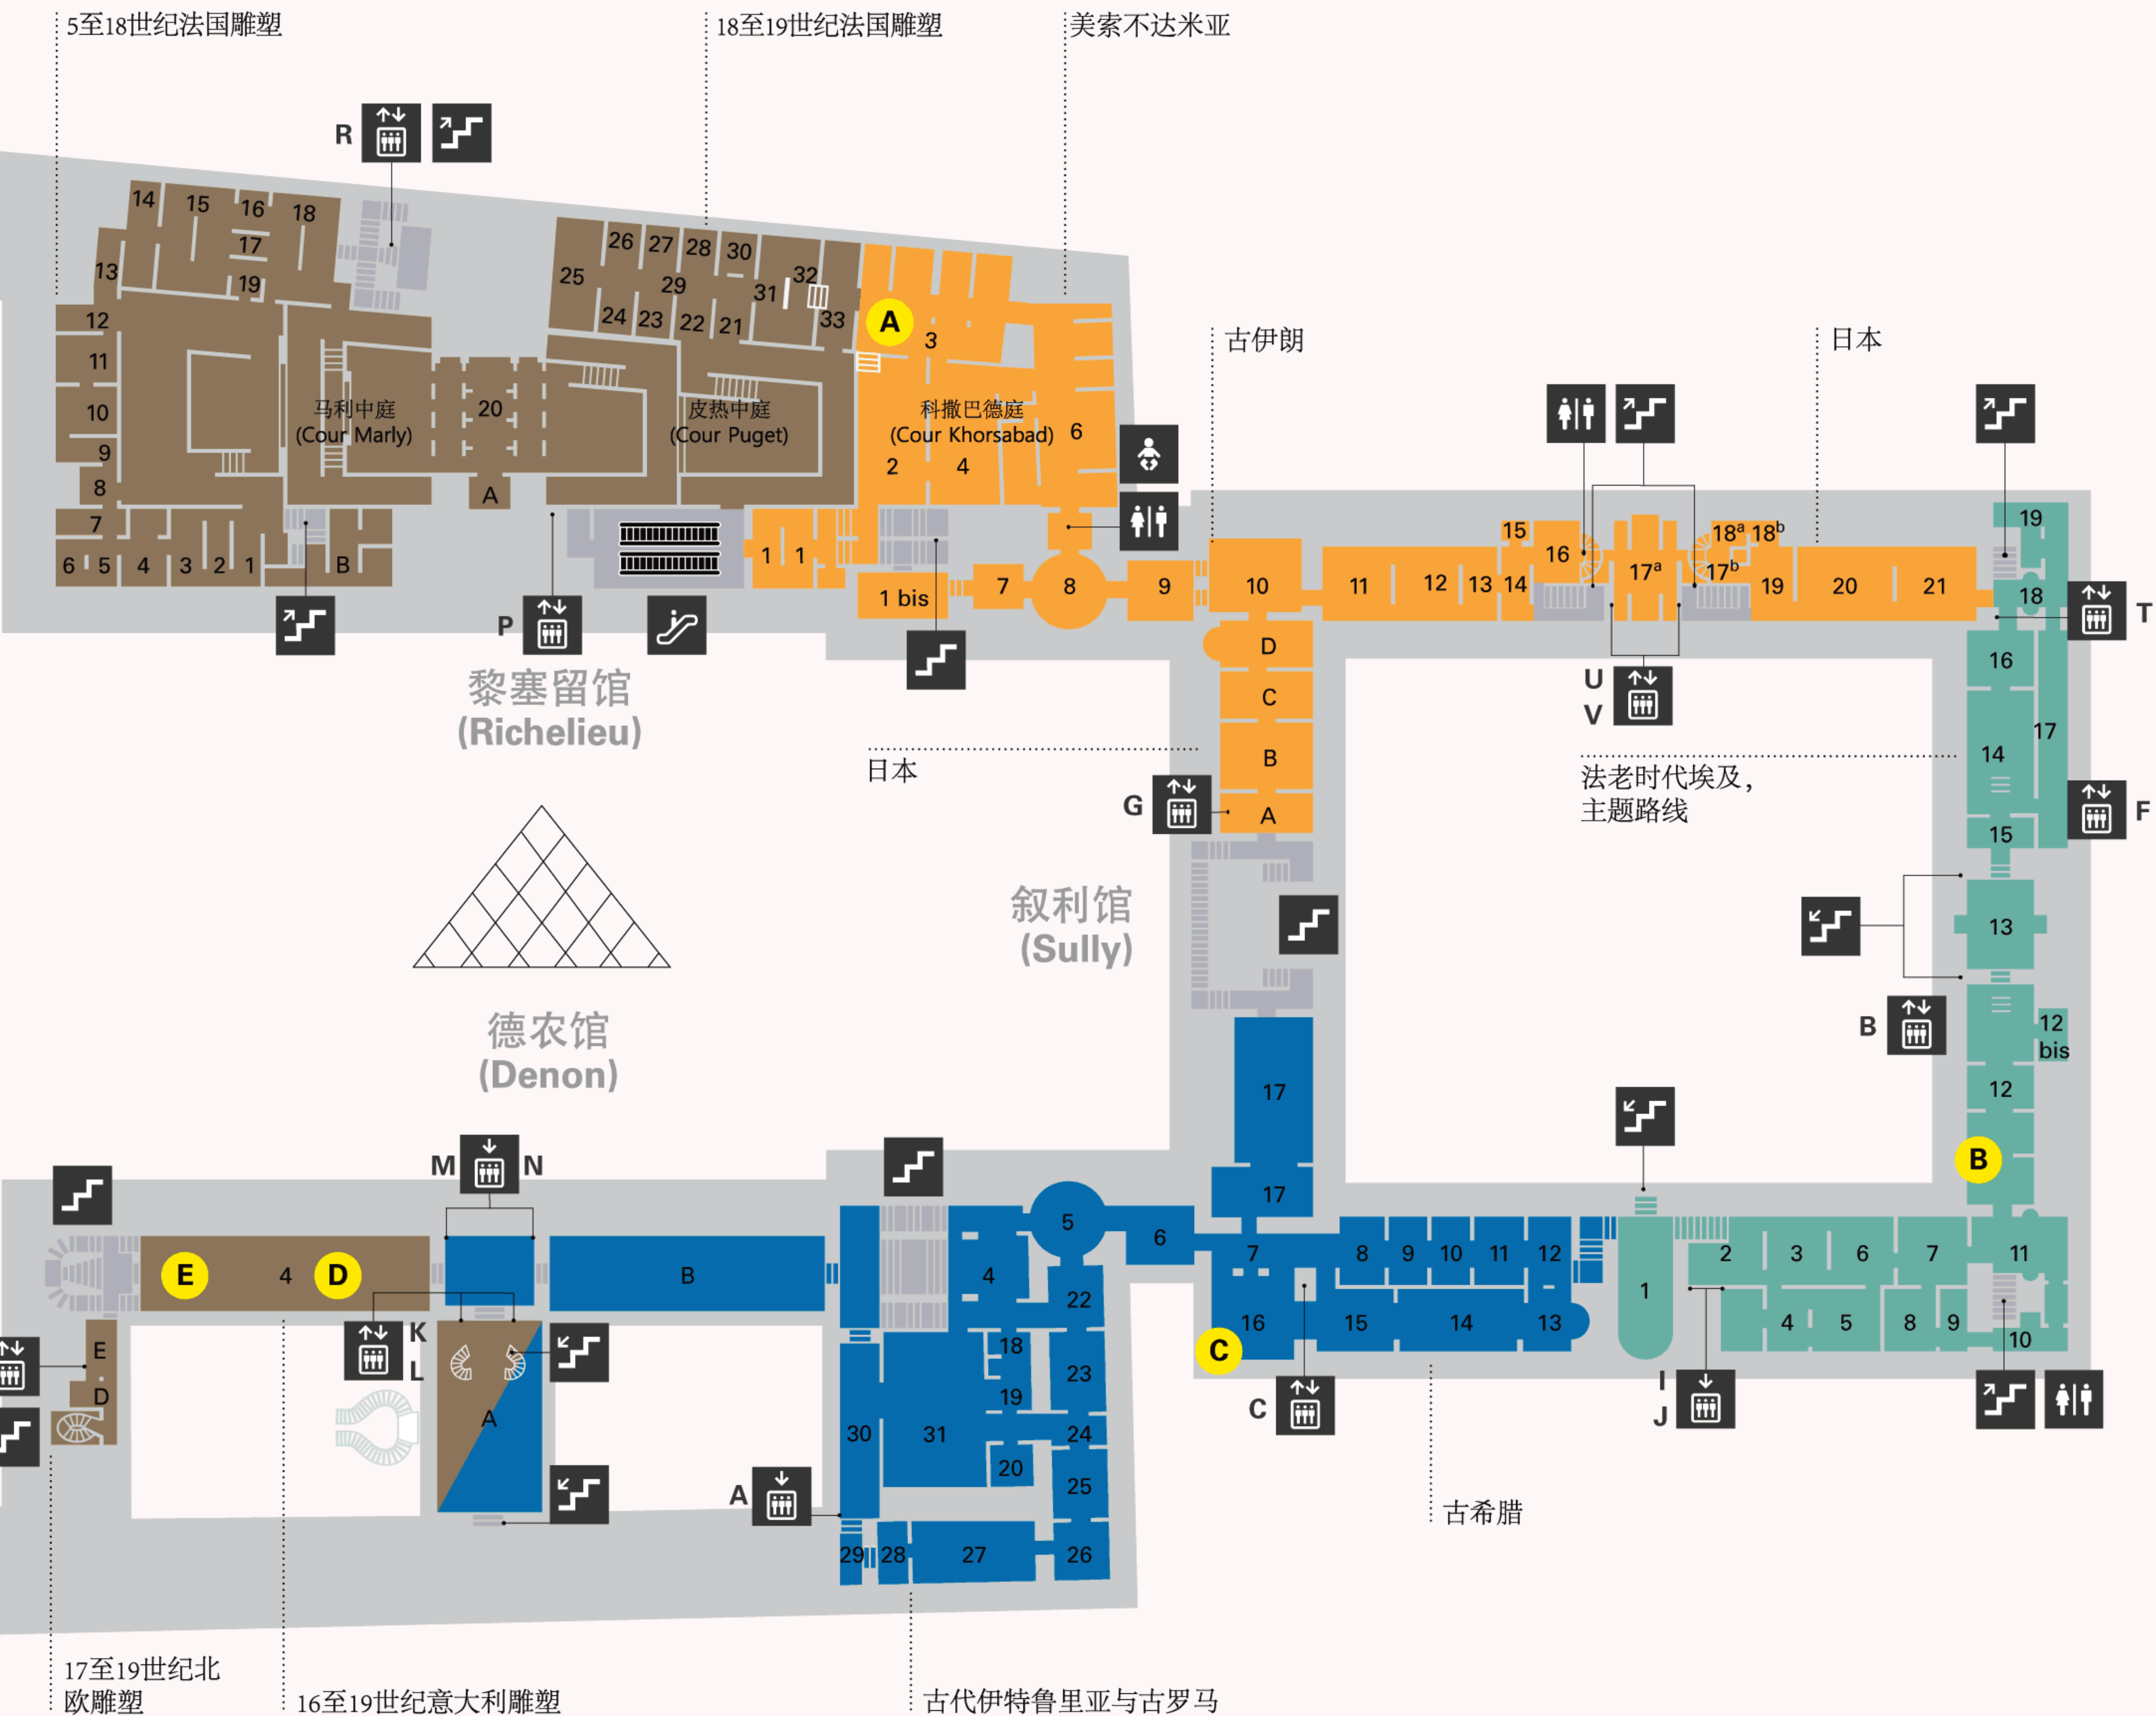 5至18世纪法国雕塑
18至19世纪法国雕塑
美索不达米亚
R
14
15
16
18
17
13
19
26
27
28
30
25
32
29
31
24
23
22
21
33
A
3
12
11
10
9
8
7
6
5
4
3
2
1
B
马利中庭
(Cour Marly)
20
A
皮热中庭
(Cour Puget)
科撒巴德庭
(Cour Khorsabad)
6
2
4
古伊朗
日本
1
1
1 bis
7
8
9
10
11
12
13
14
15
16
17a
17b
18a
18b
19
20
21
19
18
T
P
黎塞留馆
(Richelieu)
D
C
B
A
日本
G
U
V
法老时代埃及，
主题路线
16
17
14
15
F
叙利馆
(Sully)
13
B
12
bis
12
B
德农馆
(Denon)
17
17
M
N
E
4
D
B
4
5
6
7
8
9
10
11
12
1
2
3
6
7
11
22
16
15
14
13
4
5
8
9
10
C
C
I
J
K
L
E
D
A
18
23
19
30
31
24
20
25
A
29
28
27
26
古希腊
17至19世纪北
欧雕塑
16至19世纪意大利雕塑
古代伊特鲁里亚与古罗马